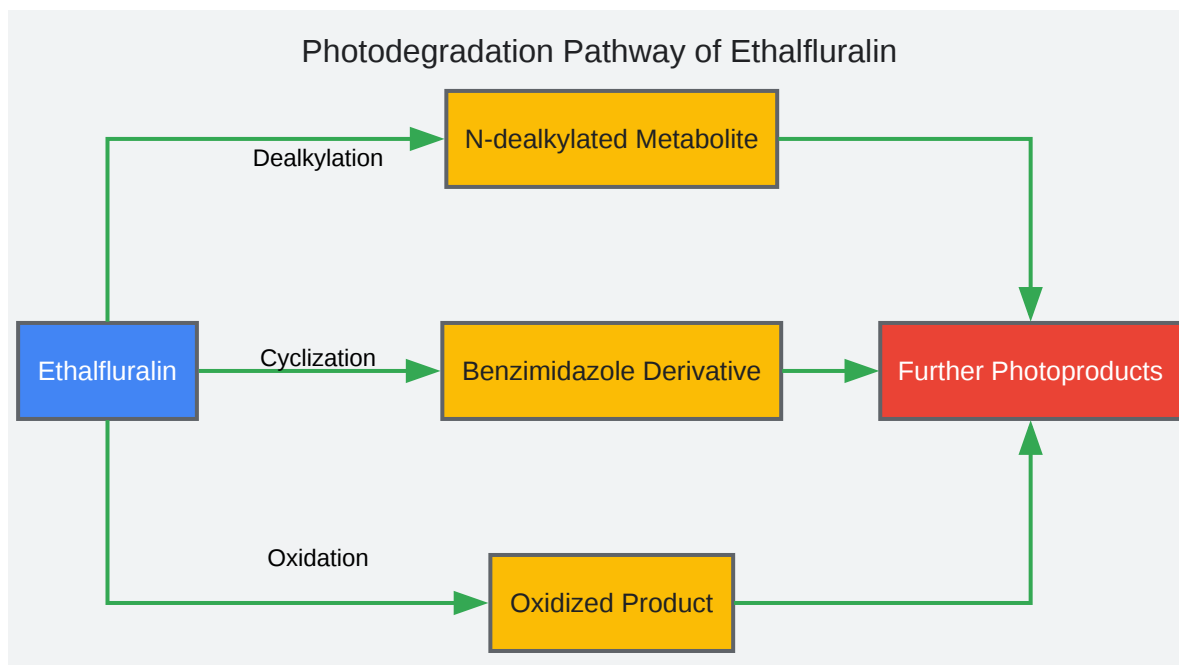 Photodegradation Pathway of Ethalfluralin
N-dealkylated Metabolite
Dealkylation
Ethalfluralin
Cyclization
Benzimidazole Derivative
Further Photoproducts
Oxidation
Oxidized Product